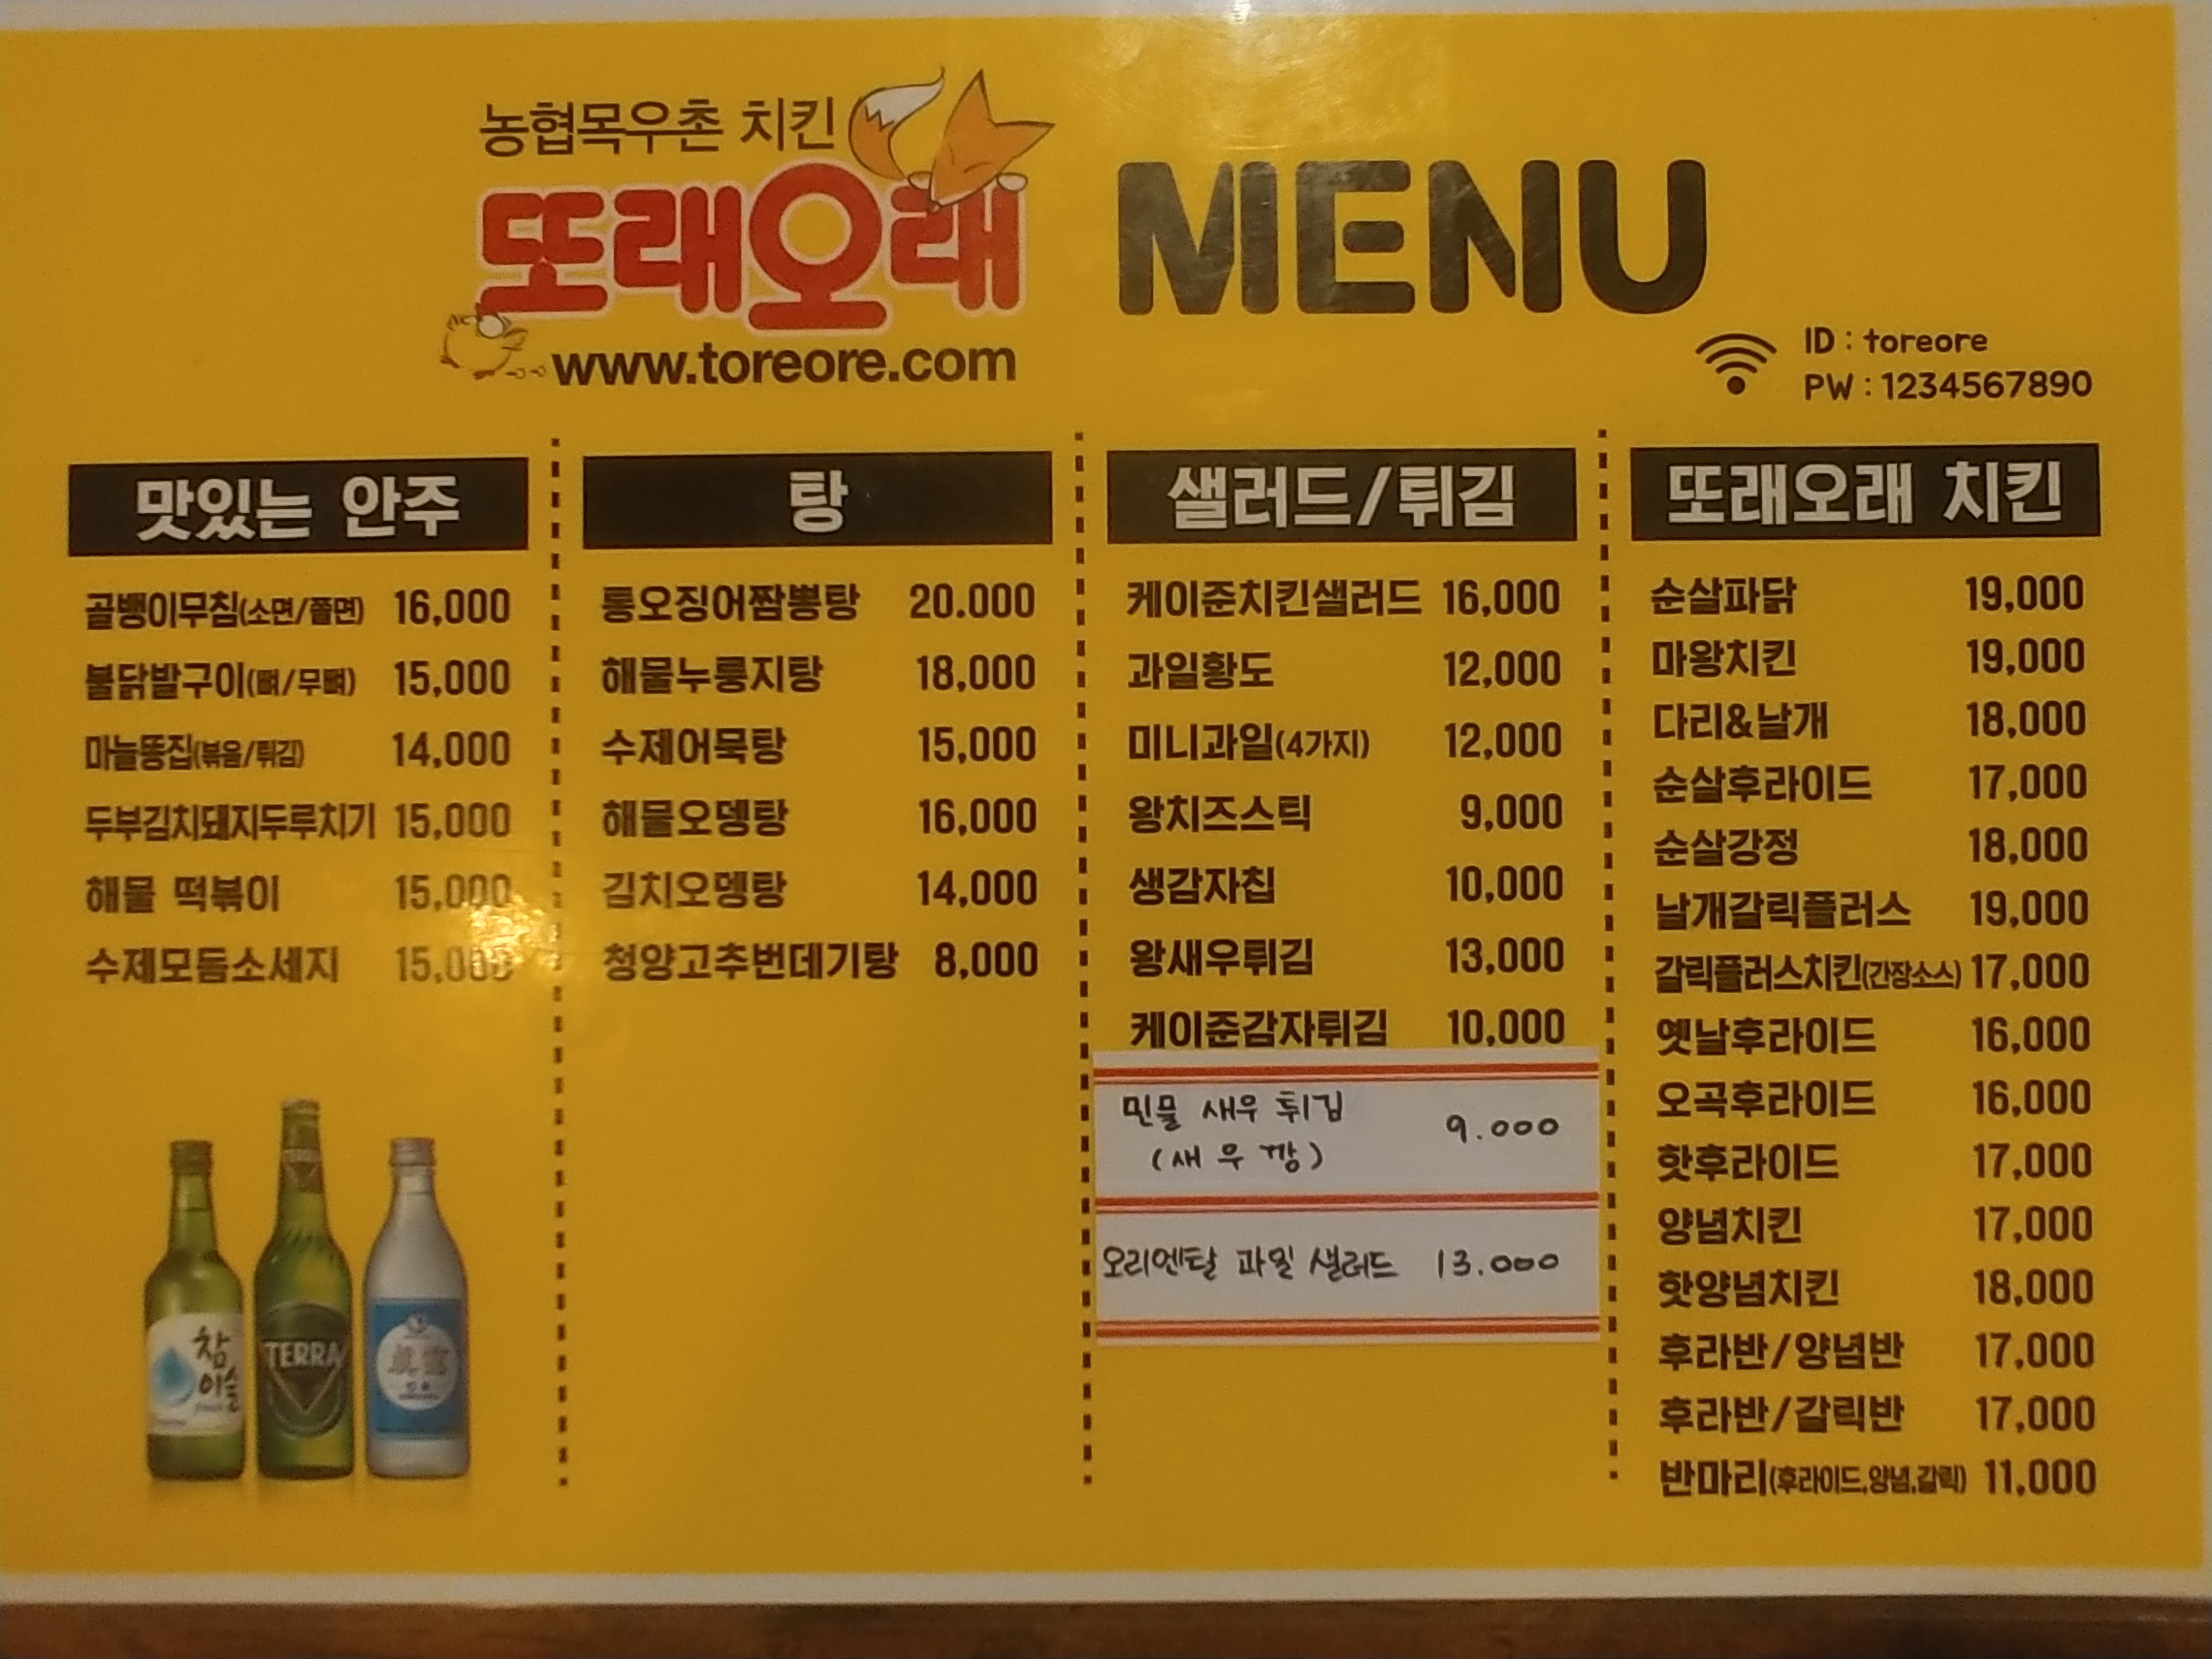 농협목우촌 치킨
또래오래
www.toreore.com
MENU
ID : toreore
PW : 1234567890
맛있는 안주
골뱅이무침(소면/쫄면) 16,000
불닭발구이(뼈/무뼈) 15,000
마늘똥집(볶음/튀김) 14,000
두부김치돼지두루치기 15,000
해물 떡볶이 15,000
수제모듬소세지 15,000
참이슬
TERRA
탕
통오징어짬뽕탕 20.000
해물누룽지탕 18,000
수제어묵탕 15,000
해물오뎅탕 16,000
김치오뎅탕 14,000
청양고추번데기탕 8,000
샐러드/튀김
케이준치킨샐러드 16,000
과일황도 12,000
미니과일(4가지) 12,000
왕치즈스틱 9,000
생감자칩 10,000
왕새우튀김 13,000
케이준감자튀김 10,000
민물 새우 튀김 9.000
(새우깡)
오리엔탈 과일 샐러드 13.000
또래오래 치킨
순살파닭 19,000
마왕치킨 19,000
다리&날개 18,000
순살후라이드 17,000
순살강정 18,000
날개갈릭플러스 19,000
갈릭플러스치킨(간장소스) 17,000
옛날후라이드 16,000
오곡후라이드 16,000
핫후라이드 17,000
양념치킨 17,000
핫양념치킨 18,000
후라반/양념반 17,000
후라반/갈릭반 17,000
반마리(후라이드,양념,갈릭) 11,000